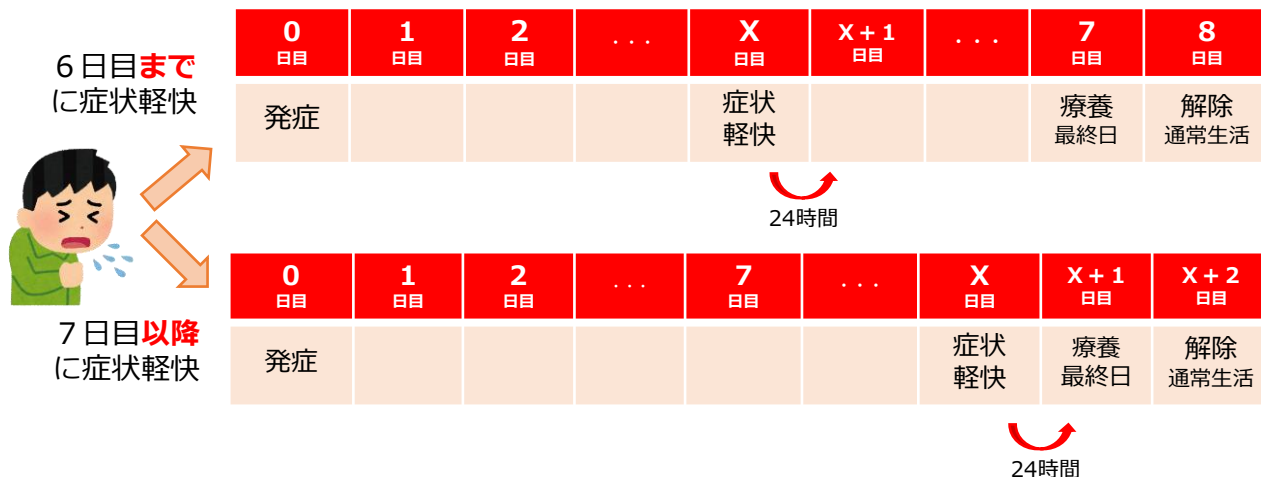 6日目まで
に症状軽快
0 1 2 ... X X+1 ... 7 8
日目 日目 日目 日目 日目 日目 日目
発症 症状 療養 解除
軽快 最終日 通常生活
24時間
7日目以降
に症状軽快
0 1 2 ... 7 ... X X+1 X+2
日目 日目 日目 日目 日目 日目 日目
発症 症状 療養 解除
軽快 最終日 通常生活
24時間